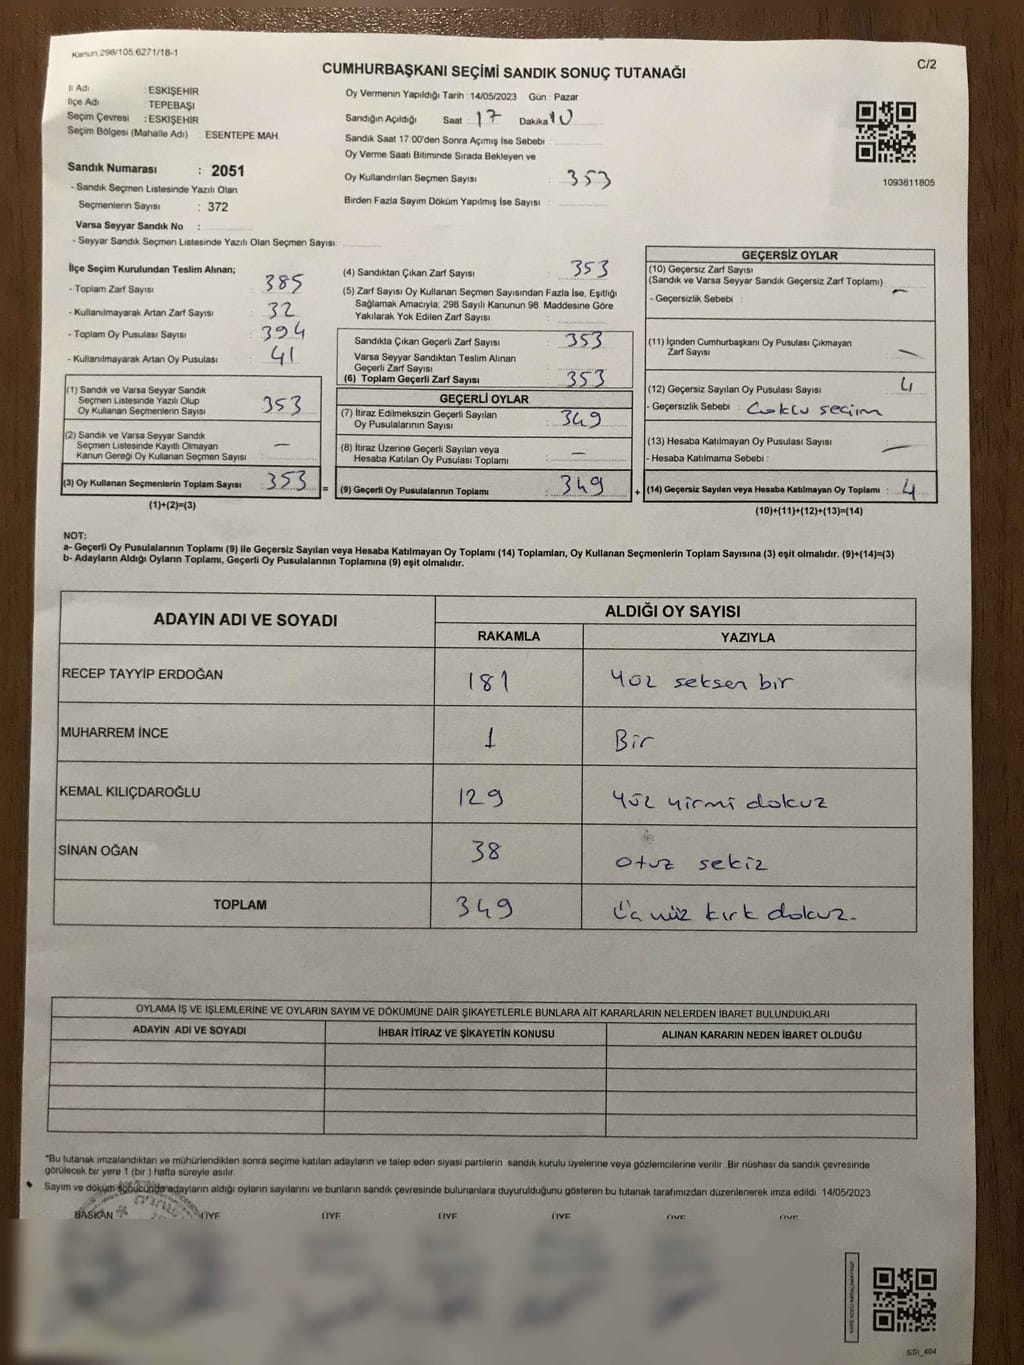 Kanun 298/105,6271/18-1
C/2
CUMHURBAŞKANI SEÇİMİ SANDIK SONUÇ TUTANAĞI
İl Adı : ESKİŞEHİR
İlçe Adı : TEPEBAŞI
Seçim Çevresi : ESKİŞEHİR
Seçim Bölgesi (Mahalle Adı) : ESENTEPE MAH.
Sandık Numarası : 2051
- Sandık Seçmen Listesinde Yazılı Olan
Seçmenlerin Sayısı : 372
Varsa Seyyar Sandık No :
- Seyyar Sandık Seçmen Listesinde Yazılı Olan Seçmen Sayısı:
Oy Vermenin Yapıldığı Tarih :14/05/2023 Gün : Pazar
Sandığın Açıldığı Saat : 17 Dakika 10
Sandık Saat 17:00'den Sonra Açımış İse Sebebi :
Oy Verme Saati Bitiminde Sırada Bekleyen ve
Oy Kullandırılan Seçmen Sayısı : 353
Birden Fazla Sayım Döküm Yapılmış İse Sayısı :
1093811805
İlçe Seçim Kurulundan Teslim Alınan;
- Toplam Zarf Sayısı : 385
- Kullanılmayarak Artan Zarf Sayısı : 32
- Toplam Oy Pusulası Sayısı : 394
- Kullanılmayarak Artan Oy Pusulası : 41
(1) Sandık ve Varsa Seyyar Sandık
Seçmen Listesinde Yazılı Olup
Oy Kullanan Seçmenlerin Sayısı : 353
(2) Sandık ve Varsa Seyyar Sandık
Seçmen Listesinde Kayıtlı Olmayan
Kanun Gereği Oy Kullanan Seçmen Sayısı : —
(3) Oy Kullanan Seçmenlerin Toplam Sayısı : 353
(1)+(2)=(3)
(4) Sandıktan Çıkan Zarf Sayısı : 353
(5) Zarf Sayısı Oy Kullanan Seçmen Sayısından Fazla İse, Eşitliği
Sağlamak Amacıyla, 298 Sayılı Kanunun 98. Maddesine Göre
Yakılarak Yok Edilen Zarf Sayısı :
Sandıkta Çıkan Geçerli Zarf Sayısı : 353
Varsa Seyyar Sandıktan Teslim Alınan
Geçerli Zarf Sayısı :
(6) Toplam Geçerli Zarf Sayısı : 353
GEÇERLİ OYLAR
(7) İtiraz Edilmeksizin Geçerli Sayılan
Oy Pusulalarının Sayısı : 349
(8) İtiraz Üzerine Geçerli Sayılan veya
Hesaba Katılan Oy Pusulası Toplamı : —
= (9) Geçerli Oy Pusulalarının Toplamı : 349
GEÇERSİZ OYLAR
(10) Geçersiz Zarf Sayısı
(Sandık ve Varsa Seyyar Sandık Geçersiz Zarf Toplamı) : —
- Geçersizlik Sebebi :
(11) İçinden Cumhurbaşkanı Oy Pusulası Çıkmayan
Zarf Sayısı : —
(12) Geçersiz Sayılan Oy Pusulası Sayısı : 4
- Geçersizlik Sebebi : Çoklu seçim
(13) Hesaba Katılmayan Oy Pusulası Sayısı : —
- Hesaba Katılmama Sebebi :
+ (14) Geçersiz Sayılan veya Hesaba Katılmayan Oy Toplamı : 4
(10)+(11)+(12)+(13)=(14)
NOT:
a- Geçerli Oy Pusulalarının Toplamı (9) ile Geçersiz Sayılan veya Hesaba Katılmayan Oy Toplamı (14) Toplamları, Oy Kullanan Seçmenlerin Toplam Sayısına (3) eşit olmalıdır. (9)+(14)=(3)
b- Adayların Aldığı Oyların Toplamı, Geçerli Oy Pusulalarının Toplamına (9) eşit olmalıdır.
ADAYIN ADI VE SOYADI
ALDIĞI OY SAYISI
RAKAMLA YAZIYLA
RECEP TAYYİP ERDOĞAN 181 Yüz seksen bir
MUHARREM İNCE 1 Bir
KEMAL KILIÇDAROĞLU 129 Yüz yirmi dokuz
SİNAN OĞAN 38 Otuz sekiz
TOPLAM 349 Üç yüz kırk dokuz.
OYLAMA İŞ VE İŞLEMLERİNE VE OYLARIN SAYIM VE DÖKÜMÜNE DAİR ŞİKAYETLERLE BUNLARA AİT KARARLARIN NELERDEN İBARET BULUNDUKLARI
ADAYIN ADI VE SOYADI İHBAR İTİRAZ VE ŞİKAYETİN KONUSU ALINAN KARARIN NEDEN İBARET OLDUĞU
*Bu tutanak imzalandıktan ve mühürlendikten sonra seçime katılan adayların ve talep eden siyasi partilerin sandık kurulu üyelerine veya gözlemcilerine verilir. Bir nüshası da sandık çevresinde
görülecek bir yere 1 (bir ) hafta süreyle asılır.
Sayım ve döküm sonucunda adayların aldığı oyların sayılarını ve bunların sandık çevresinde bulunanlara duyurulduğunu gösteren bu tutanak tarafımızdan düzenlenerek imza edildi. 14/05/2023
BAŞKAN ÜYE ÜYE ÜYE ÜYE ÜYE ÜYE
SSI_404